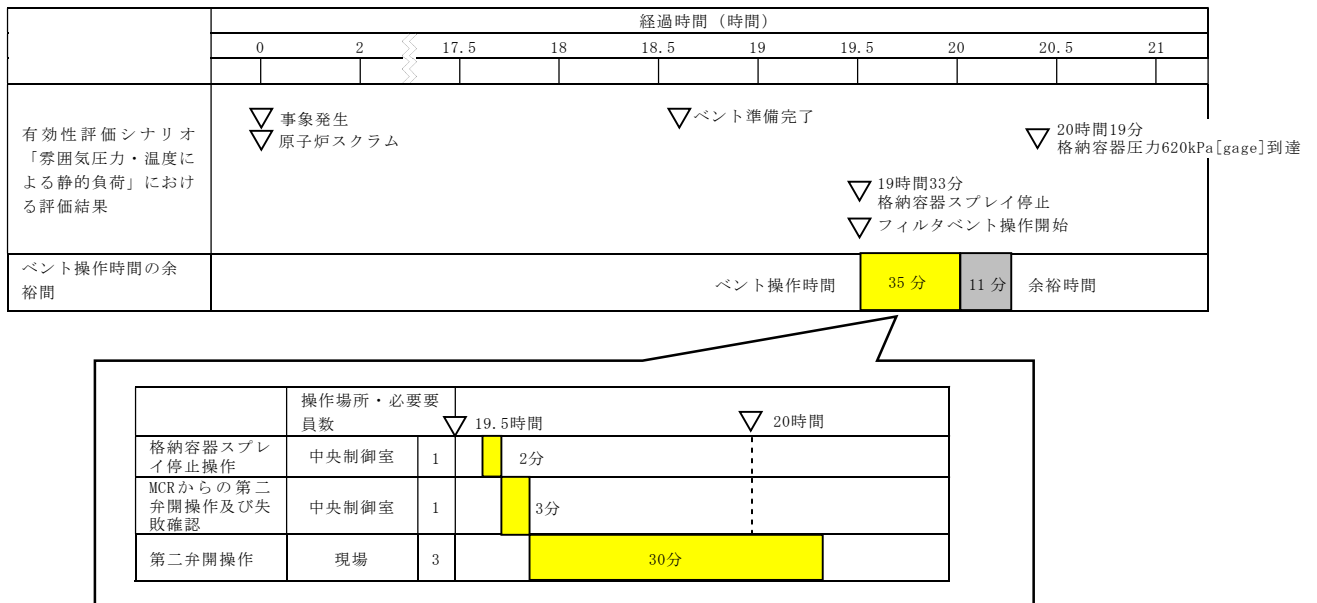 経過時間（時間）
0 2 17.5 18 18.5 19 19.5 20 20.5 21
有効性評価シナリオ
「雰囲気圧力・温度に
よる静的負荷」におけ
る評価結果
事象発生
原子炉スクラム
ベント準備完了
20時間19分
格納容器圧力620kPa[gage]到達
19時間33分
格納容器スプレイ停止
フィルタベント操作開始
ベント操作時間の余
裕間
ベント操作時間 35 分 11 分 余裕時間
操作場所・必要要
員数
19.5時間 20時間
格納容器スプレ
イ停止操作
中央制御室 1 2分
MCRからの第二
弁開操作及び失
敗確認
中央制御室 1 3分
第二弁開操作 現場 3 30分